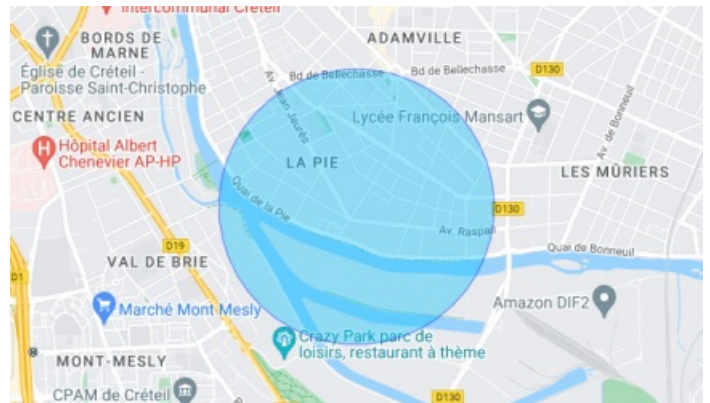 Intercommunal Créteil
BORDS DE
MARNE
ADAMVILLE
Église de Créteil -
Paroisse Saint-Christophe
Bd de Bellechasse
Bd de Bellechasse
D130
Av. Jean Jaurès
CENTRE ANCIEN
Lycée François Mansart
Av. de Bonneuil
Hôpital Albert
Chenevier AP-HP
LA PIE
LES MÛRIERS
Quai de la Pie
D130
Av. Raspail
D19
Quai de Bonneuil
VAL DE BRIE
D1
Marché Mont Mesly
Amazon DIF2
Crazy Park parc de
loisirs, restaurant à thème
MONT-MESLY
CPAM de Créteil
D130